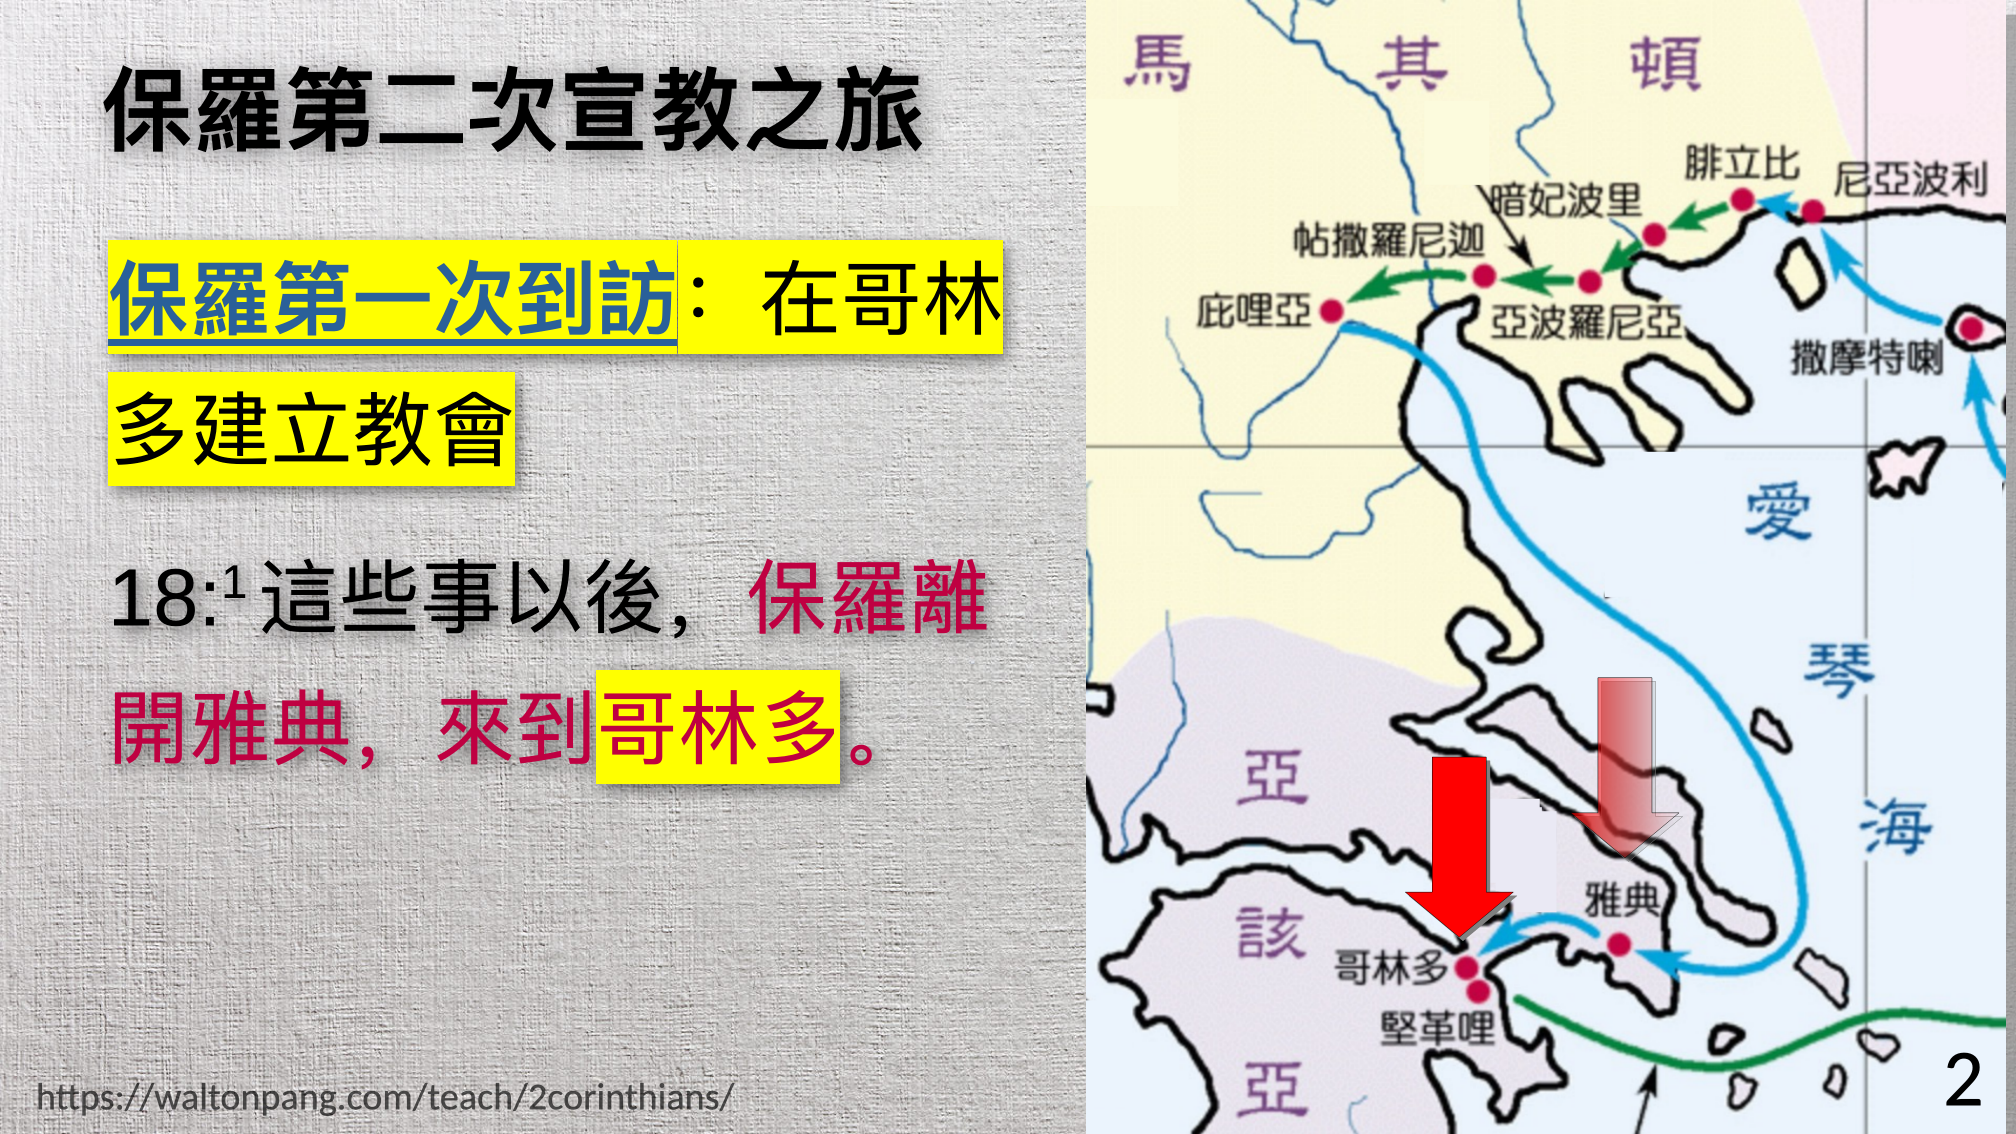 保羅第二次宣教之旅
保羅第一次到訪：在哥林
多建立教會
18:1 這些事以後，保羅離
開雅典，來到哥林多。
https://waltonpang.com/teach/2corinthians/
馬 其 頓
腓立比
尼亞波利
暗妃波里
帖撒羅尼迦
庇哩亞
亞波羅尼亞
撒摩特喇
愛
琴
海
亞
該
亞
雅典
哥林多
堅革哩
2